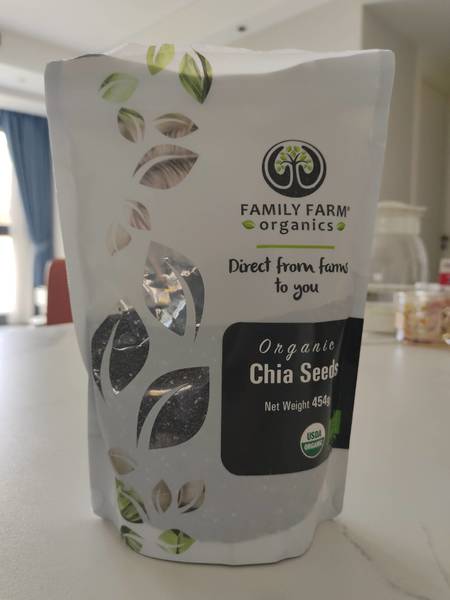 FAMILY FARM®
organics
Direct from farms
to you
Organic
Chia Seeds
Net Weight 454g
USDA
ORGANIC